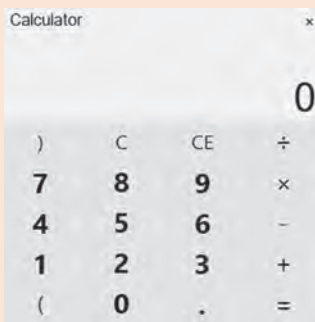 Calculator ×
0
) C CE ÷
7 8 9 ×
4 5 6 −
1 2 3 +
( 0 . =